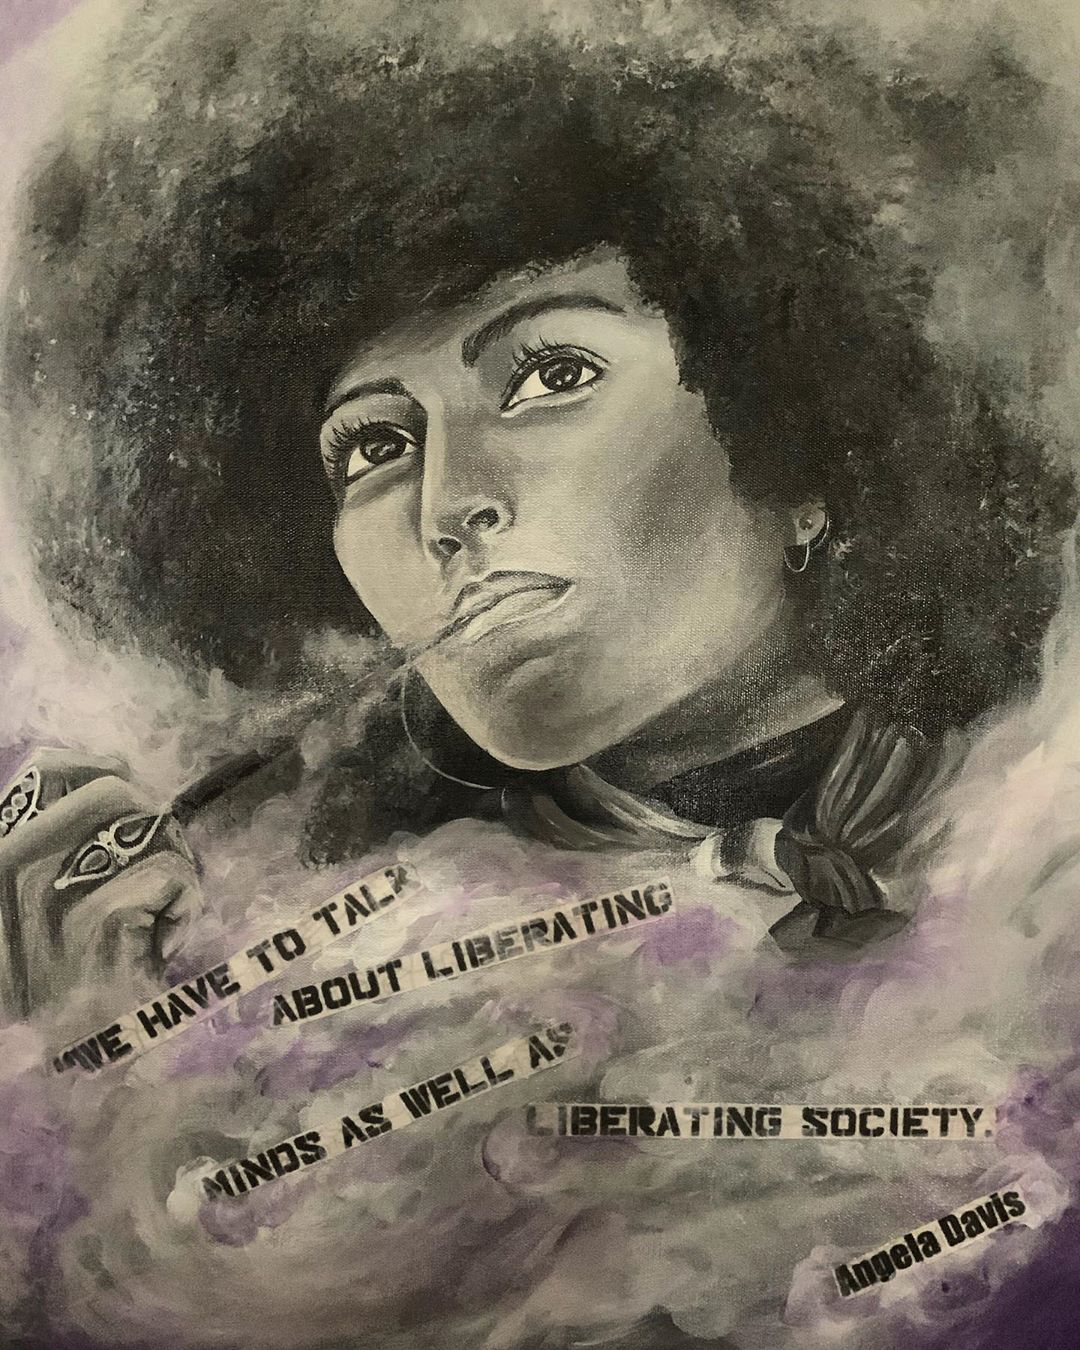 "WE HAVE TO TALK
ABOUT LIBERATING
MINDS AS WELL AS
LIBERATING SOCIETY."
Angela Davis